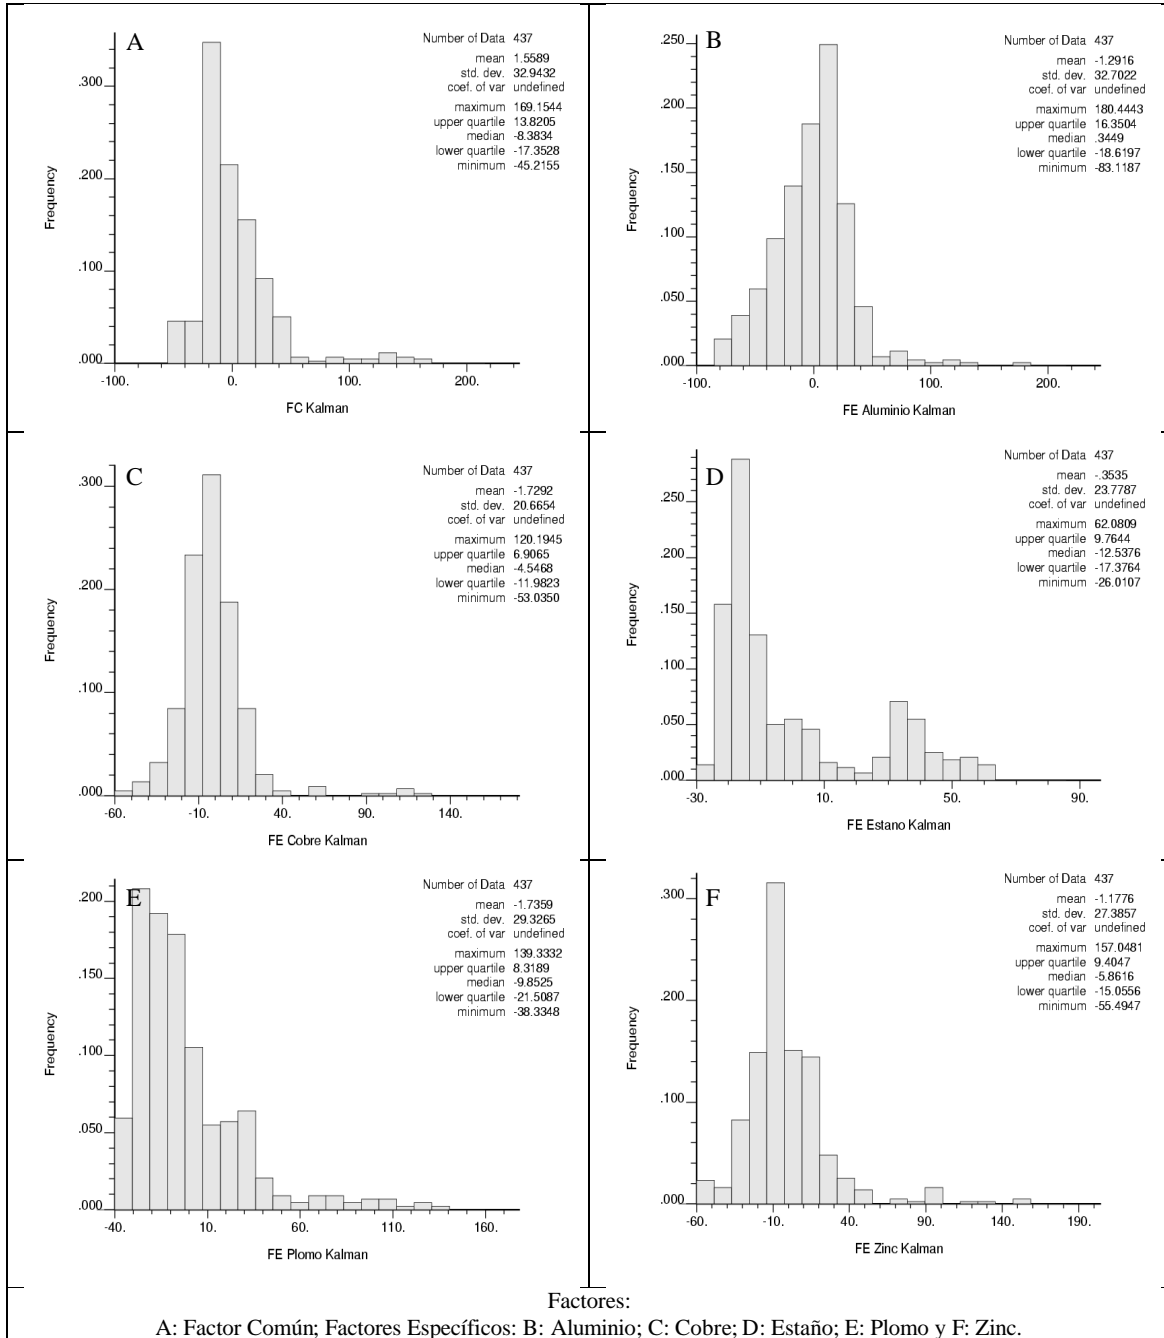 A
Number of Data 437
mean 1.5589
std. dev. 32.9432
coef. of var undefined
maximum 169.1544
upper quartile 13.8205
median -8.3834
lower quartile -17.3528
minimum -45.2155
Frequency
.300
.200
.100
.000
-100. 0. 100. 200.
FC Kalman
B
Number of Data 437
mean -1.2916
std. dev. 32.7022
coef. of var undefined
maximum 180.4443
upper quartile 16.3504
median .3449
lower quartile -18.6197
minimum -83.1187
Frequency
.250
.200
.150
.100
.050
.000
-100. 0. 100. 200.
FE Aluminio Kalman
C
Number of Data 437
mean -1.7292
std. dev. 20.6654
coef. of var undefined
maximum 120.1945
upper quartile 6.9065
median -4.5468
lower quartile -11.9823
minimum -53.0350
Frequency
.300
.200
.100
.000
-60. -10. 40. 90. 140.
FE Cobre Kalman
D
Number of Data 437
mean -.3535
std. dev. 23.7787
coef. of var undefined
maximum 62.0809
upper quartile 9.7644
median -12.5376
lower quartile -17.3764
minimum -26.0107
Frequency
.250
.200
.150
.100
.050
.000
-30. 10. 50. 90.
FE Estano Kalman
E
Number of Data 437
mean -1.7359
std. dev. 29.3265
coef. of var undefined
maximum 139.3332
upper quartile 8.3189
median -9.8525
lower quartile -21.5087
minimum -38.3348
Frequency
.200
.150
.100
.050
.000
-40. 10. 60. 110. 160.
FE Plomo Kalman
F
Number of Data 437
mean -1.1776
std. dev. 27.3857
coef. of var undefined
maximum 157.0481
upper quartile 9.4047
median -5.8616
lower quartile -15.0556
minimum -55.4947
Frequency
.300
.200
.100
.000
-60. -10. 40. 90. 140. 190.
FE Zinc Kalman
Factores:
A: Factor Común; Factores Específicos: B: Aluminio; C: Cobre; D: Estaño; E: Plomo y F: Zinc.